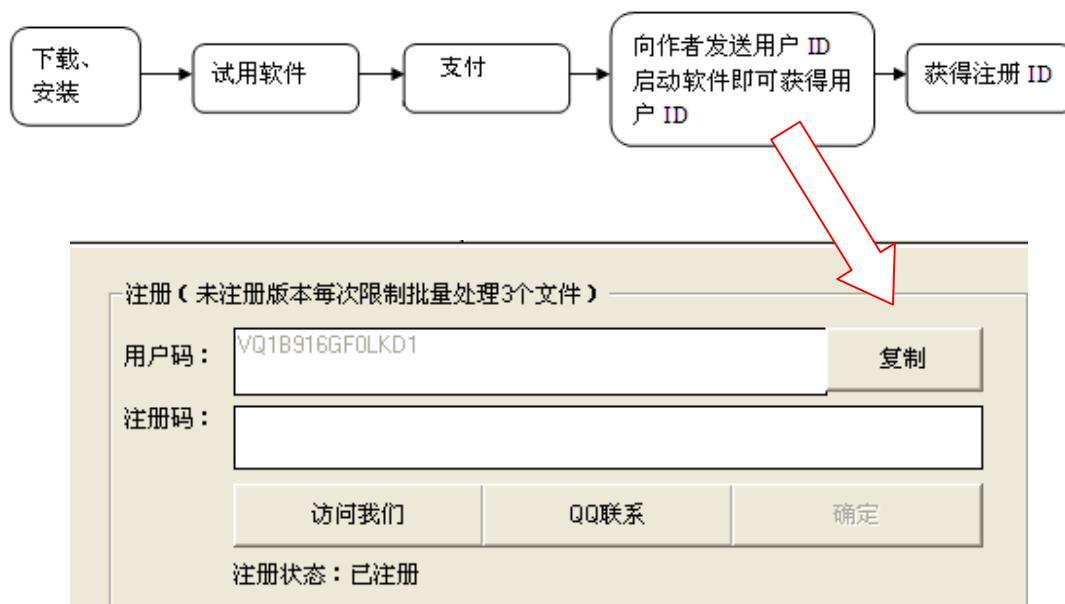 下载、
安装
试用软件
支付
向作者发送用户 ID
启动软件即可获得用
户 ID
获得注册 ID
注册(未注册版本每次限制批量处理3个文件)
用户码:
VQ1B916GF0LKD1
复制
注册码:
访问我们
QQ联系
确定
注册状态:已注册